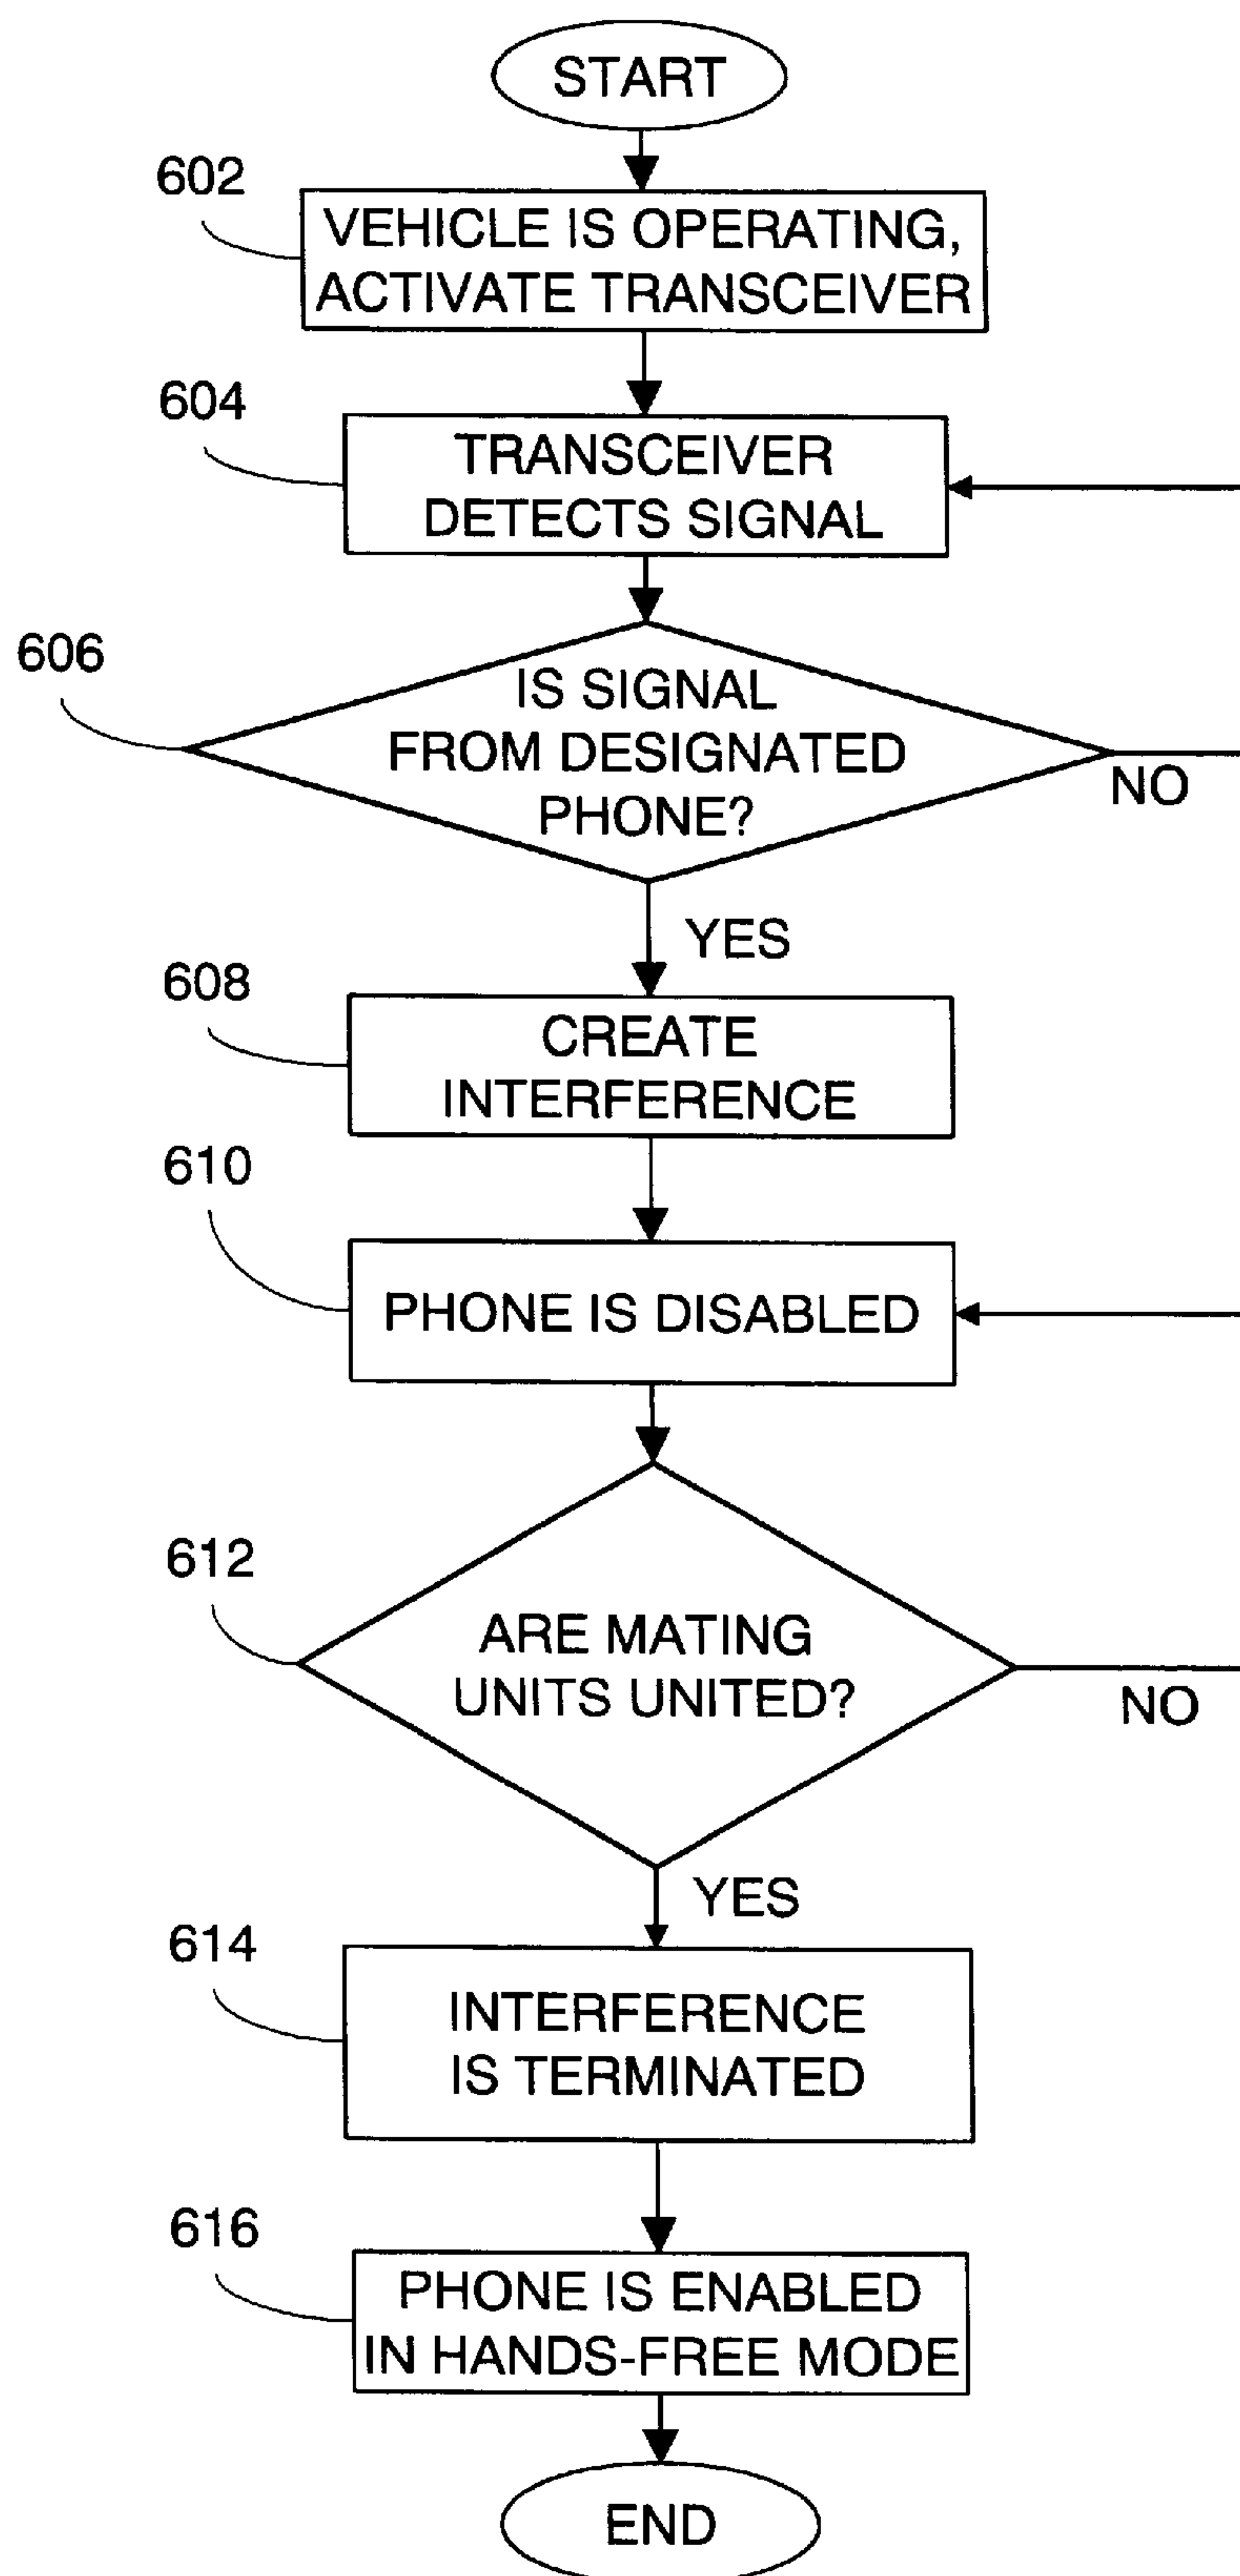 START
602
VEHICLE IS OPERATING,
ACTIVATE TRANSCEIVER
604
TRANSCEIVER
DETECTS SIGNAL
606
IS SIGNAL
FROM DESIGNATED
PHONE?
NO
YES
608
CREATE
INTERFERENCE
610
PHONE IS DISABLED
612
ARE MATING
UNITS UNITED?
NO
YES
614
INTERFERENCE
IS TERMINATED
616
PHONE IS ENABLED
IN HANDS-FREE MODE
END